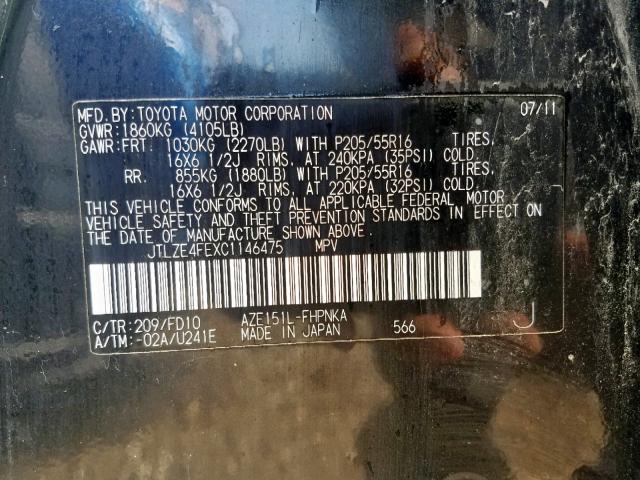 MFD. BY: TOYOTA MOTOR CORPORATION 07/11
GVWR: 1860KG (4105LB)
GAWR: FRT. 1030KG (2270LB) WITH P205/55R16 TIRES,
16X6 1/2J RIMS, AT 240KPA (35PSI) COLD.
RR. 855KG (1880LB) WITH P205/55R16 TIRES,
16X6 1/2J RIMS, AT 220KPA (32PSI) COLD.
THIS VEHICLE CONFORMS TO ALL APPLICABLE FEDERAL MOTOR
VEHICLE SAFETY AND THEFT PREVENTION STANDARDS IN EFFECT ON
THE DATE OF MANUFACTURE SHOWN ABOVE.
JTLZE4FEXC1146475 MPV
C/TR: 209/FD10 AZE151L-FHPNKA
A/TM: -02A/U241E MADE IN JAPAN 566 J